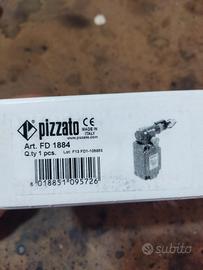 pizzato CE
MADE IN
ITALY
www.pizzato.com
Art. FD 1884
Q.ty 1 pcs.
8 018851 095726
subito